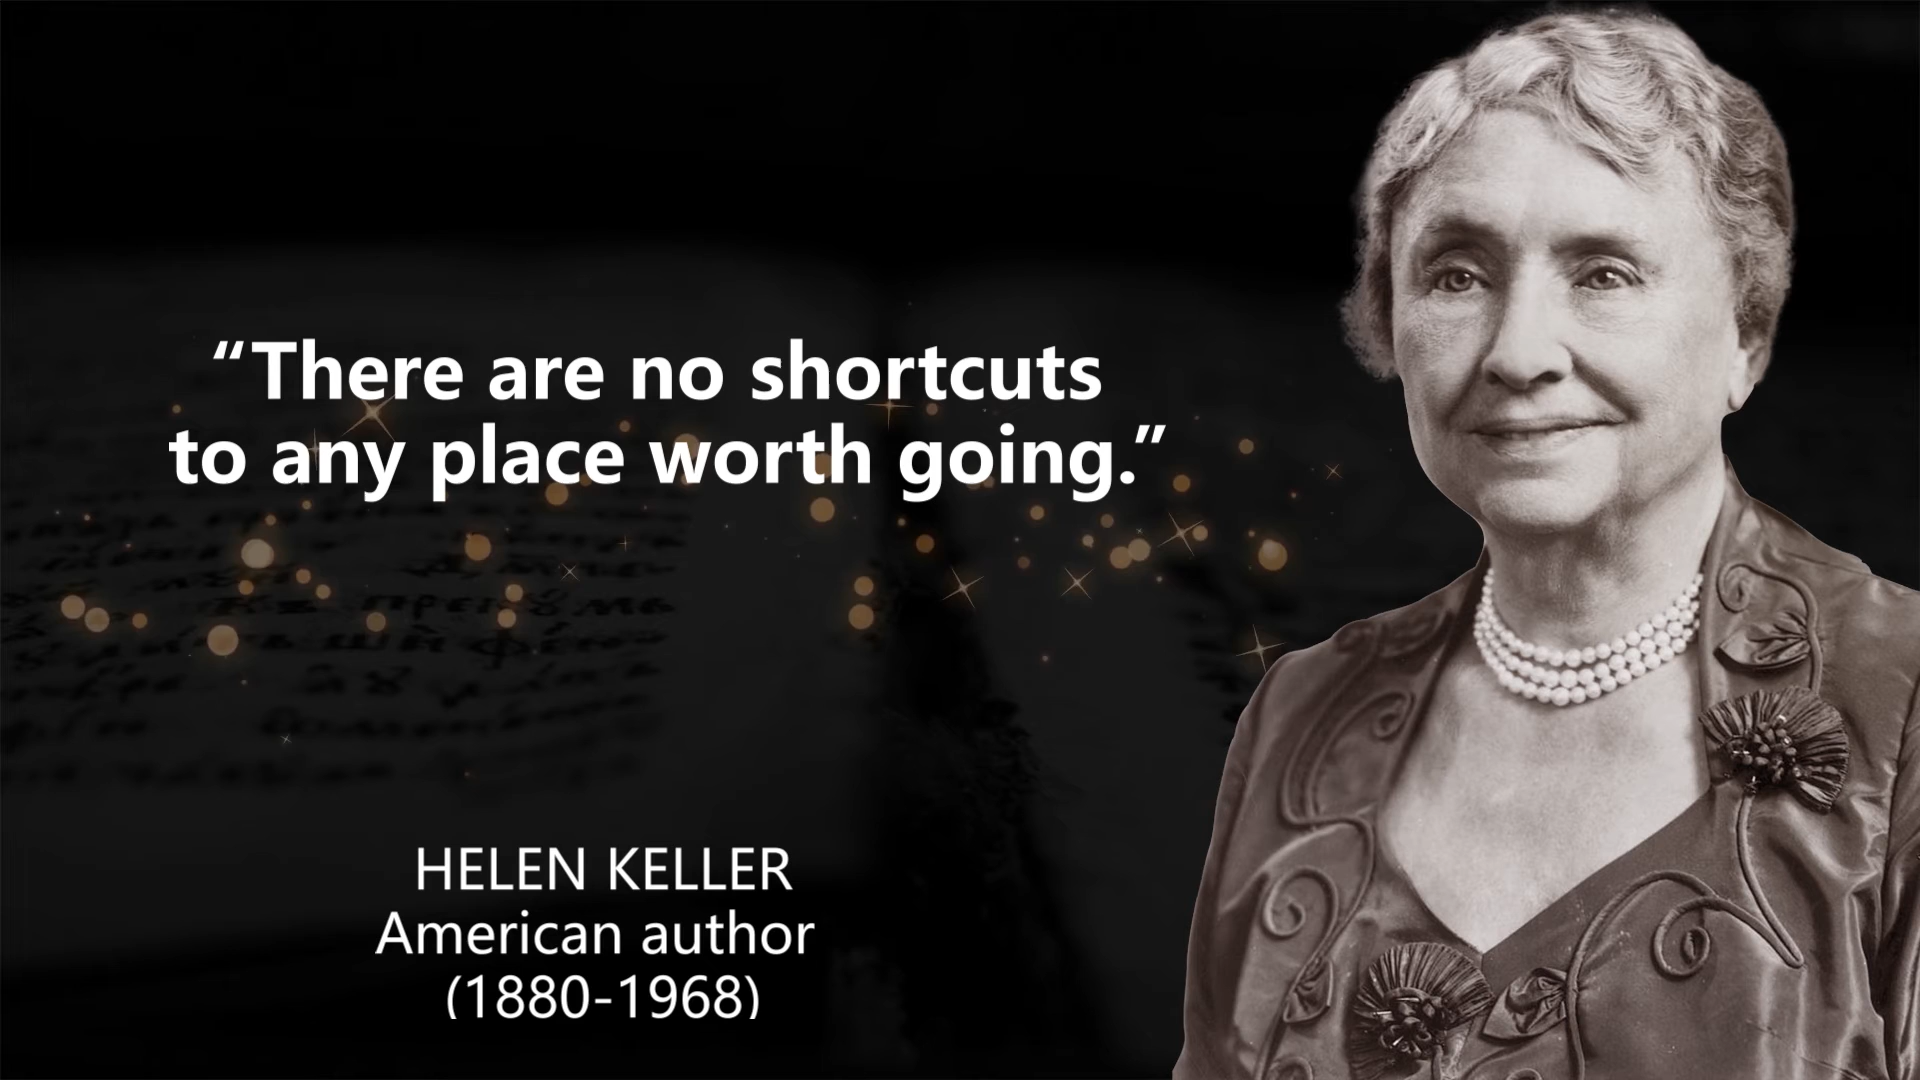 “There are no shortcuts
to any place worth going.”
HELEN KELLER
American author
(1880-1968)